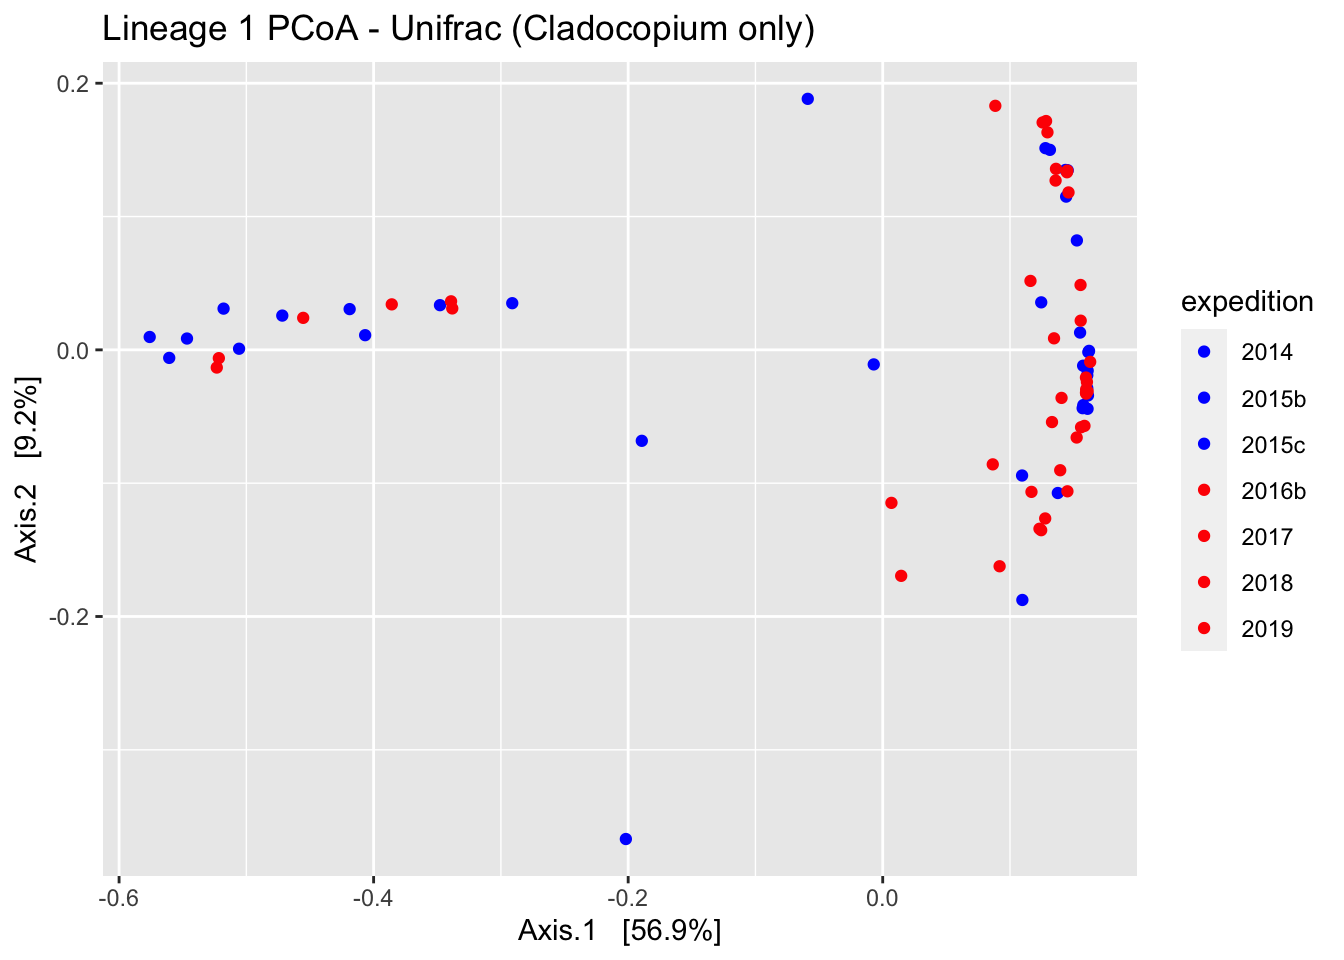 Lineage 1 PCoA - Unifrac (Cladocopium only)
0.2
0.0
-0.2
Axis.2 [9.2%]
-0.6
-0.4
-0.2
0.0
Axis.1 [56.9%]
expedition
2014
2015b
2015c
2016b
2017
2018
2019